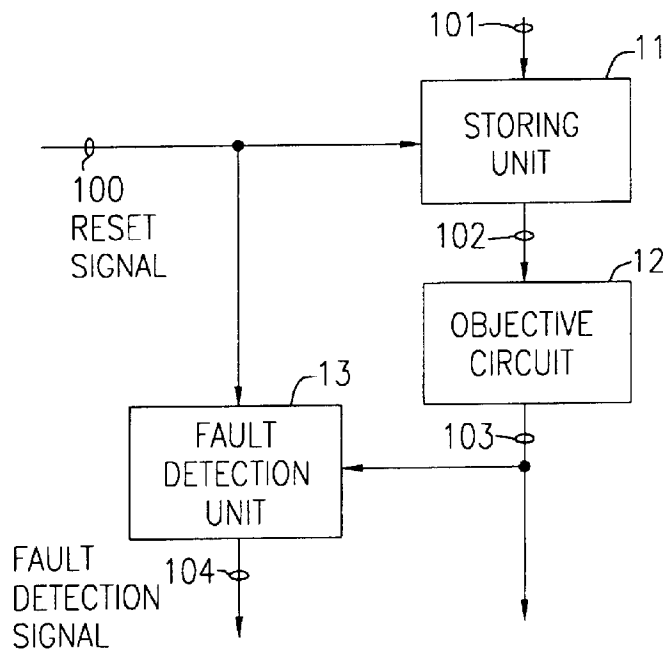 101
11
STORING
UNIT
100
RESET
SIGNAL
102
12
OBJECTIVE
CIRCUIT
13
103
FAULT
DETECTION
UNIT
FAULT
DETECTION
SIGNAL
104